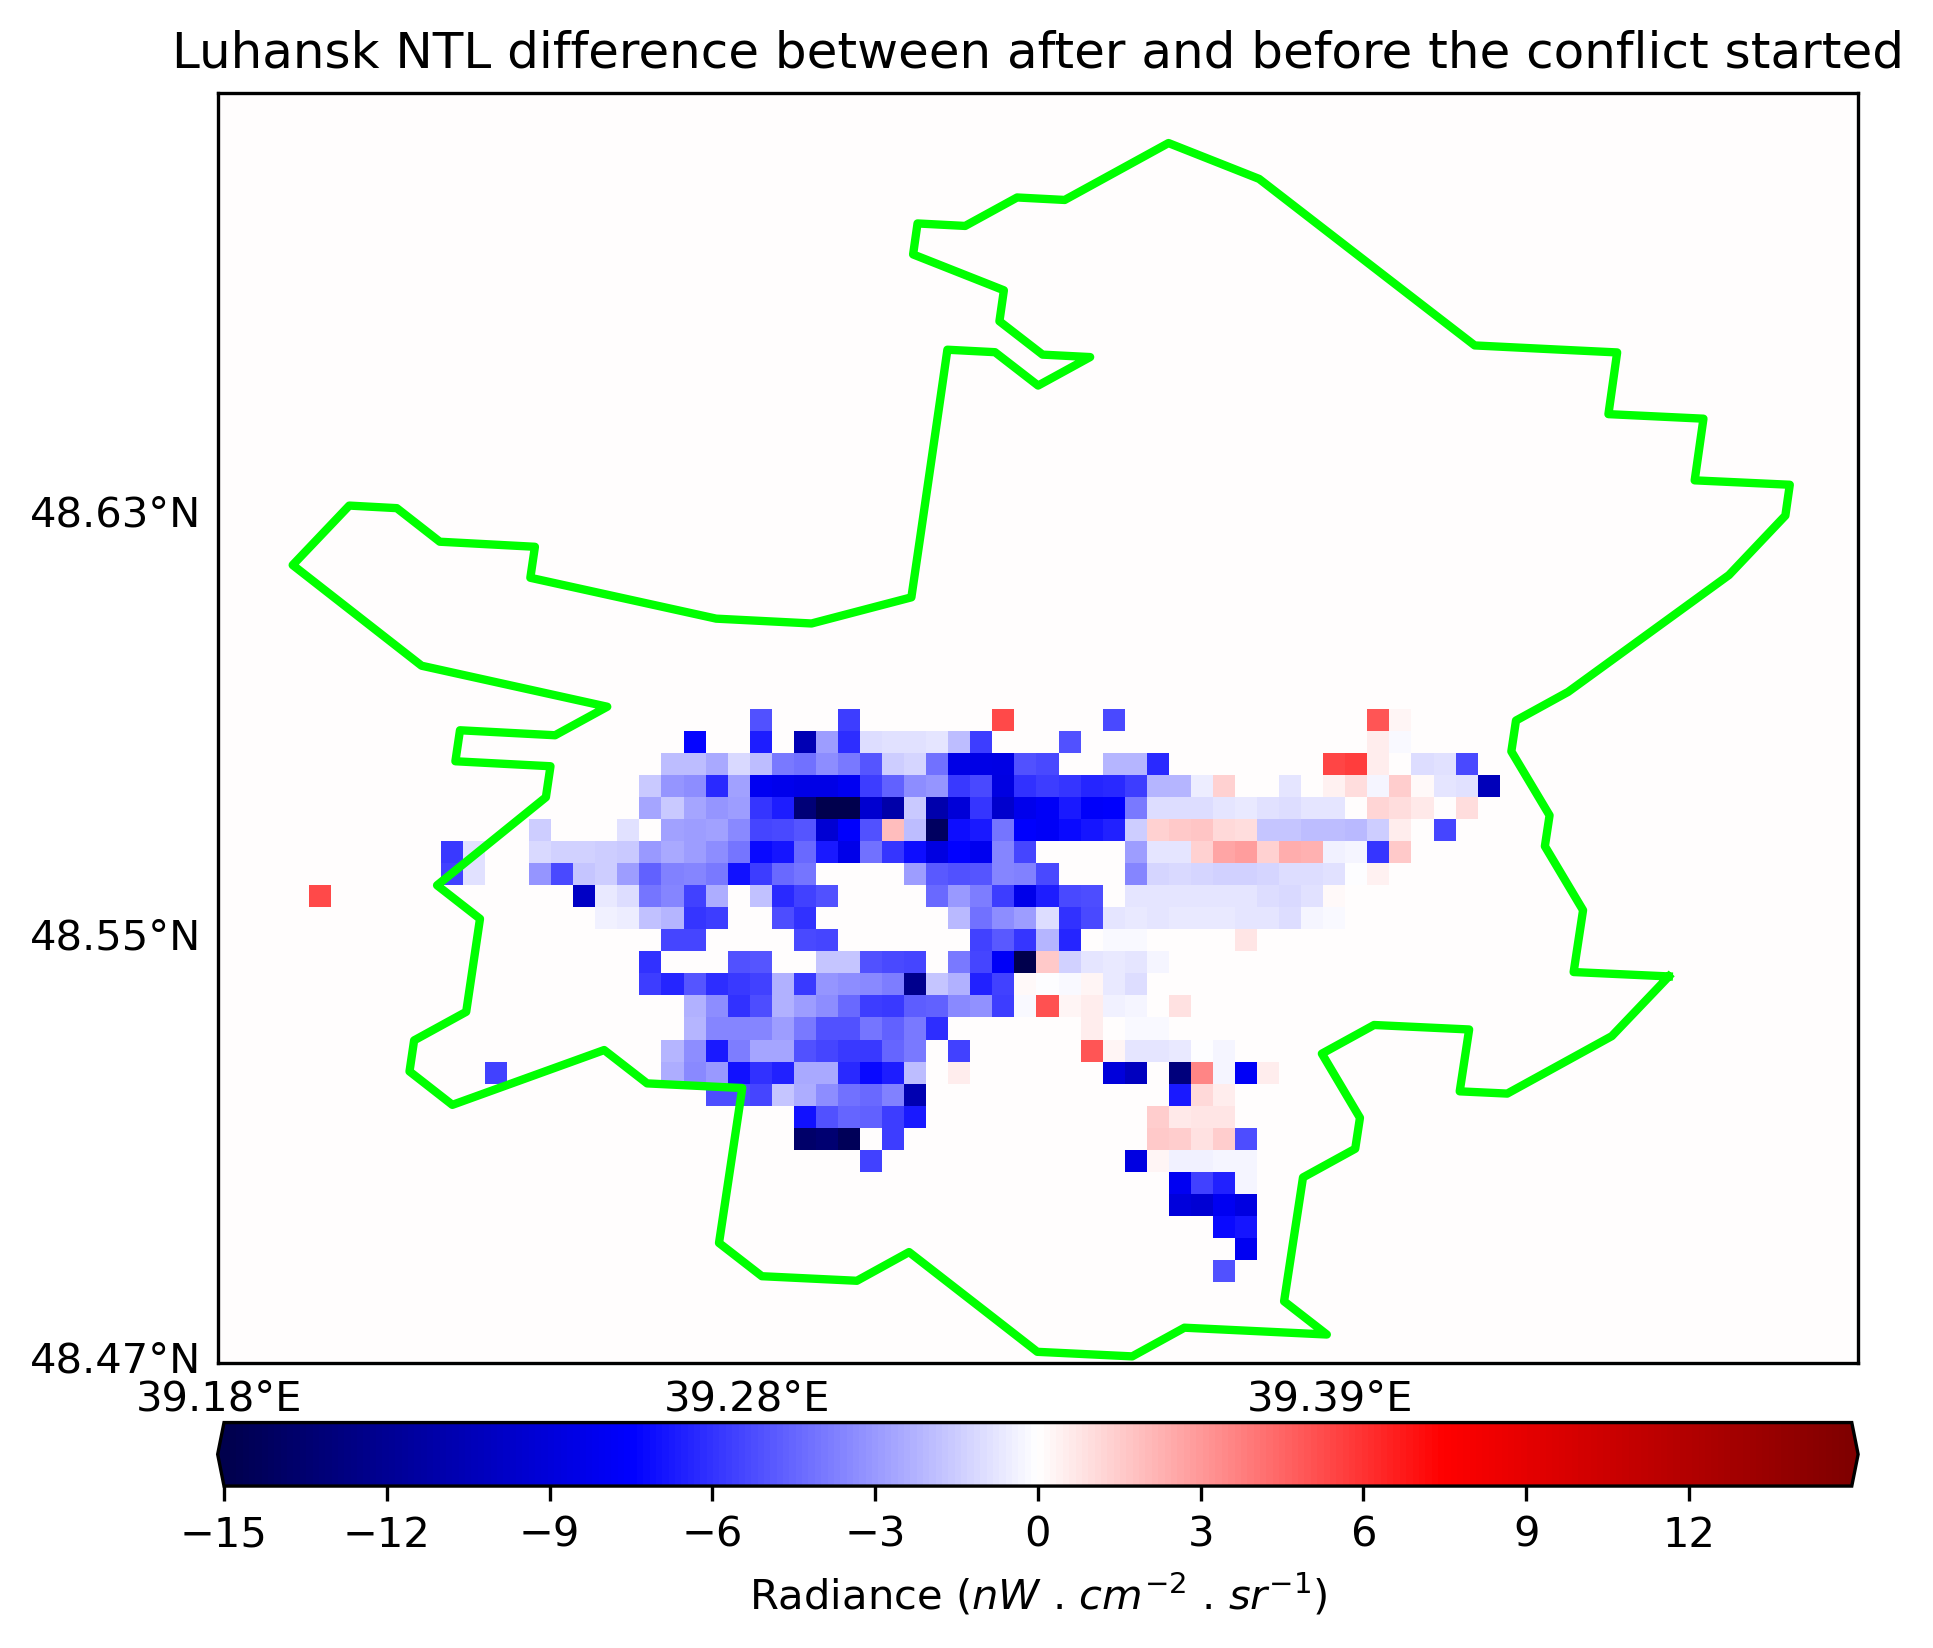 Luhansk NTL difference between after and before the conflict started
48.63°N
48.55°N
48.47°N
39.18°E 39.28°E 39.39°E
−15 −12 −9 −6 −3 0 3 6 9 12
Radiance (nW . cm⁻² . sr⁻¹)